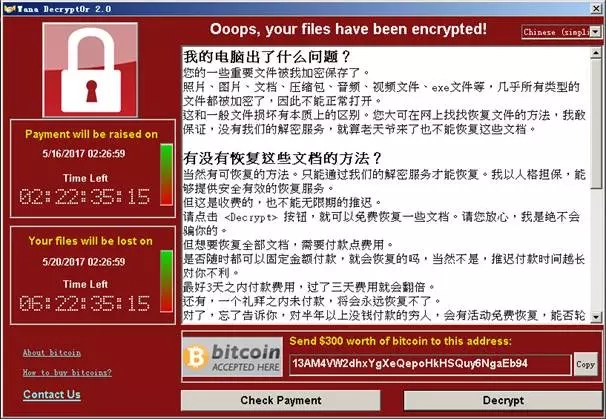 Wana Decrypt0r 2.0
Ooops, your files have been encrypted!
Chinese (simpli
Payment will be raised on
5/16/2017 02:26:59
Time Left
02:22:35:15
Your files will be lost on
5/20/2017 02:26:59
Time Left
06:22:35:15
About bitcoin
How to buy bitcoins?
Contact Us
我的电脑出了什么问题？
您的一些重要文件被我加密保存了。
照片、图片、文档、压缩包、音频、视频文件、exe文件等，几乎所有类型的
文件都被加密了，因此不能正常打开。
这和一般文件损坏有本质上的区别。您大可在网上找找恢复文件的方法，我敢
保证，没有我们的解密服务，就算老天爷来了也不能恢复这些文档。
有没有恢复这些文档的方法？
当然有可恢复的方法。只能通过我们的解密服务才能恢复。我以人格担保，能
够提供安全有效的恢复服务。
但这是收费的，也不能无限期的推迟。
请点击 <Decrypt> 按钮，就可以免费恢复一些文档。请您放心，我是绝不会
骗你的。
但想要恢复全部文档，需要付款点费用。
是否随时都可以固定金额付款，就会恢复的吗，当然不是，推迟付款时间越长
对你不利。
最好3天之内付款费用，过了三天费用就会翻倍。
还有，一个礼拜之内未付款，将会永远恢复不了。
对了，忘了告诉你，对半年以上没钱付款的穷人，会有活动免费恢复，能否轮
bitcoin
ACCEPTED HERE
Send $300 worth of bitcoin to this address:
13AM4VW2dhxYgXeQepoHkHSQuy6NgaEb94
Copy
Check Payment
Decrypt